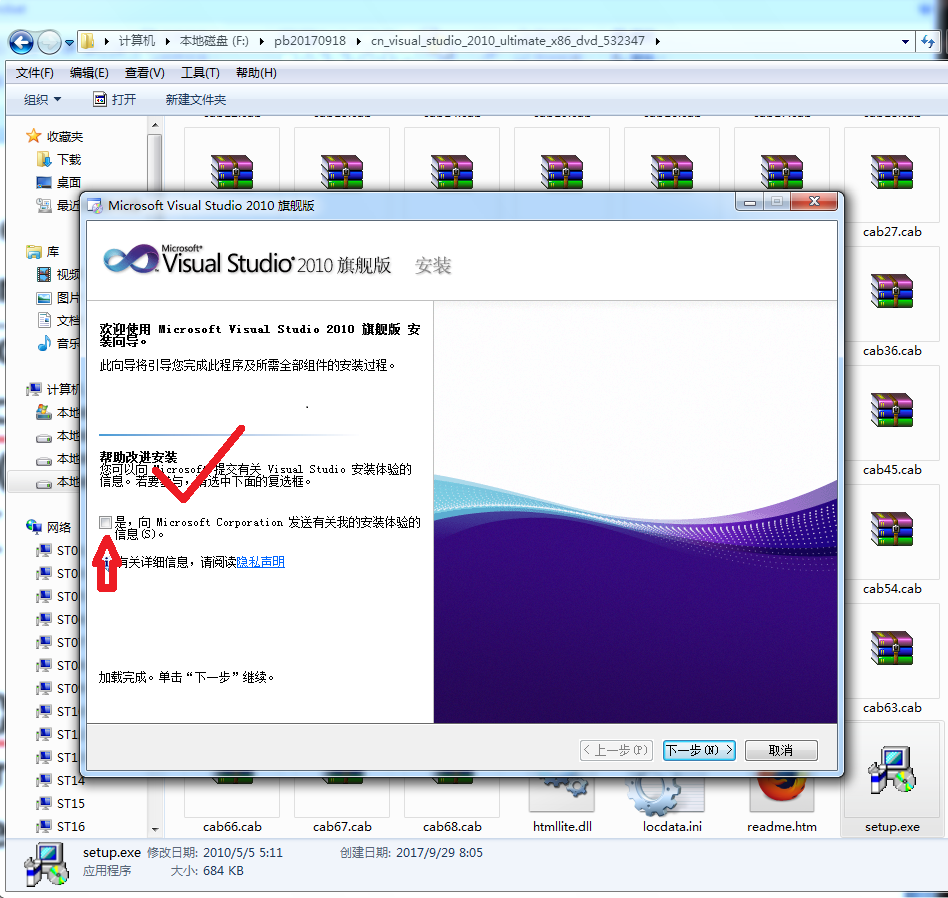 计算机 ▸ 本地磁盘 (F:) ▸ pb20170918 ▸ cn_visual_studio_2010_ultimate_x86_dvd_532347 ▸
文件(F) 编辑(E) 查看(V) 工具(T) 帮助(H)
组织 打开 新建文件夹
收藏夹
下载
桌面
最近
库
视频
图片
文档
音乐
计算机
本地
本地
本地
本地
网络
ST0
ST0
ST0
ST0
ST0
ST0
ST0
ST10
ST1
ST1
ST14
ST15
ST16
cab27.cab
cab36.cab
cab45.cab
cab54.cab
cab63.cab
Microsoft Visual Studio 2010 旗舰版
Microsoft®
Visual Studio® 2010 旗舰版 安装
欢迎使用 Microsoft Visual Studio 2010 旗舰版 安
装向导。
此向导将引导您完成此程序及所需全部组件的安装过程。
帮助改进安装
您可以向 Microsoft 提交有关 Visual Studio 安装体验的
信息。若要参与，请选中下面的复选框。
是，向 Microsoft Corporation 发送有关我的安装体验的
信息(S)。
有关详细信息，请阅读隐私声明
加载完成。单击“下一步”继续。
< 上一步(P) 下一步(N) > 取消
cab66.cab cab67.cab cab68.cab htmllite.dll locdata.ini readme.htm setup.exe
setup.exe 修改日期: 2010/5/5 5:11 创建日期: 2017/9/29 8:05
应用程序 大小: 684 KB